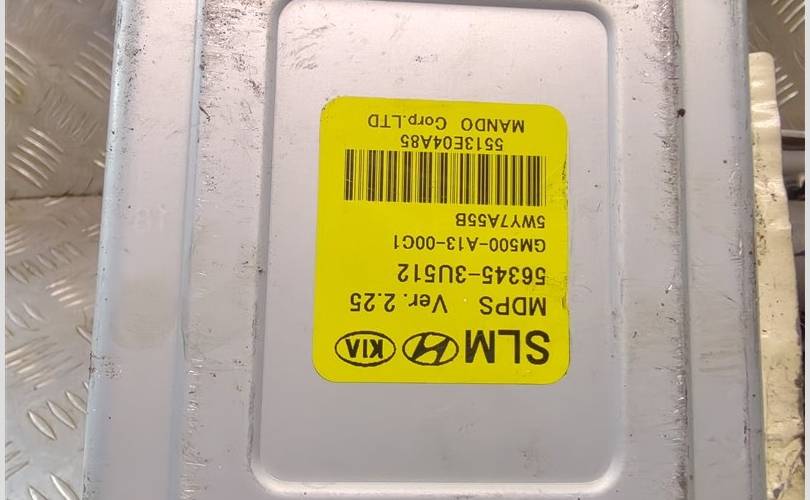 SLM KIA
MDPS Ver. 2.25
56345-3U512
GM500-A13-00C1
5WY7A55B
5513E04A85
MANDO Corp.LTD